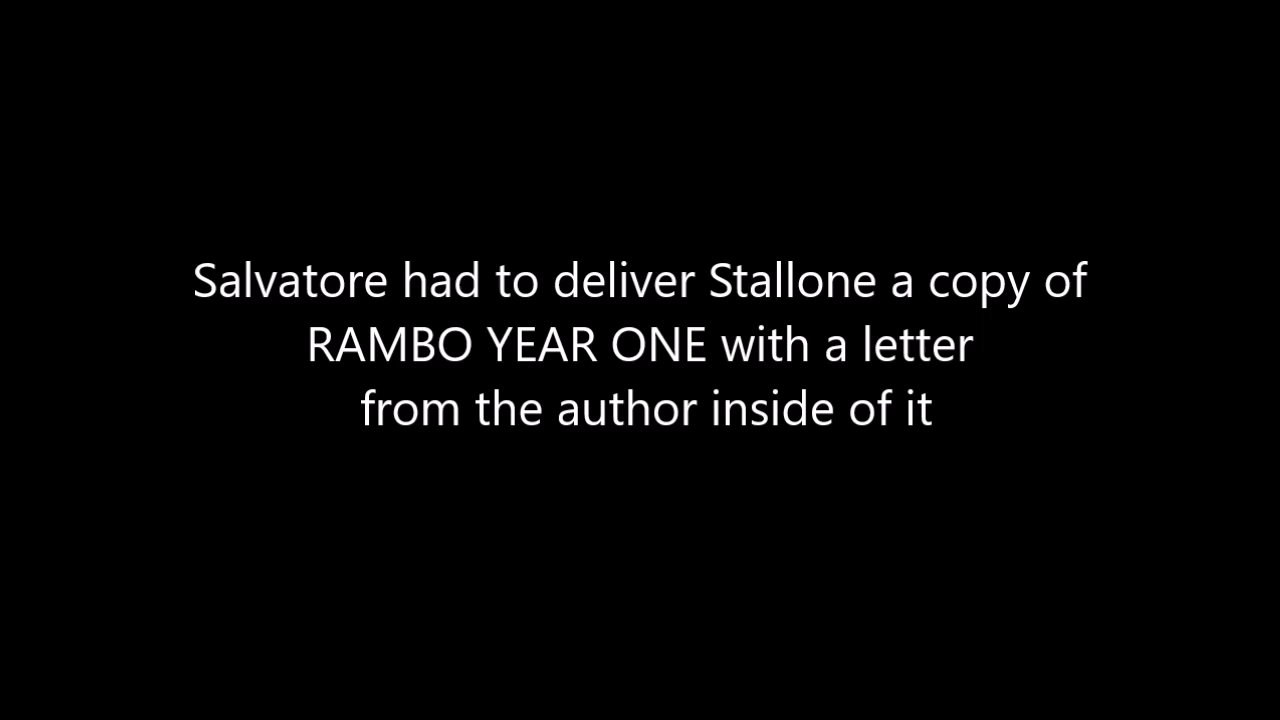 Salvatore had to deliver Stallone a copy of
RAMBO YEAR ONE with a letter
from the author inside of it